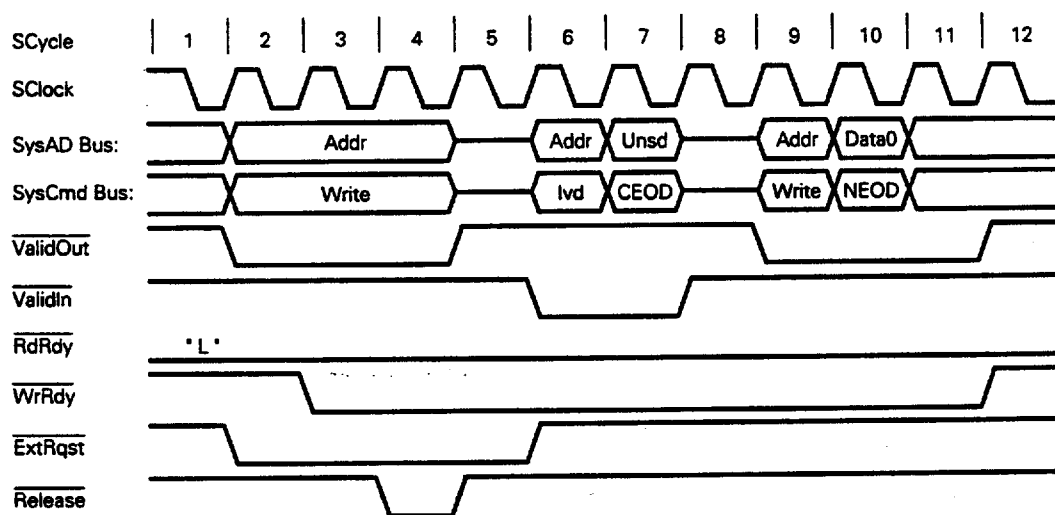 SCycle 1 2 3 4 5 6 7 8 9 10 11 12
SClock
SysAD Bus: Addr Addr Unsd Addr Data0
SysCmd Bus: Write Ivd CEOD Write NEOD
ValidOut
ValidIn
RdRdy "L"
WrRdy
ExtRqst
Release